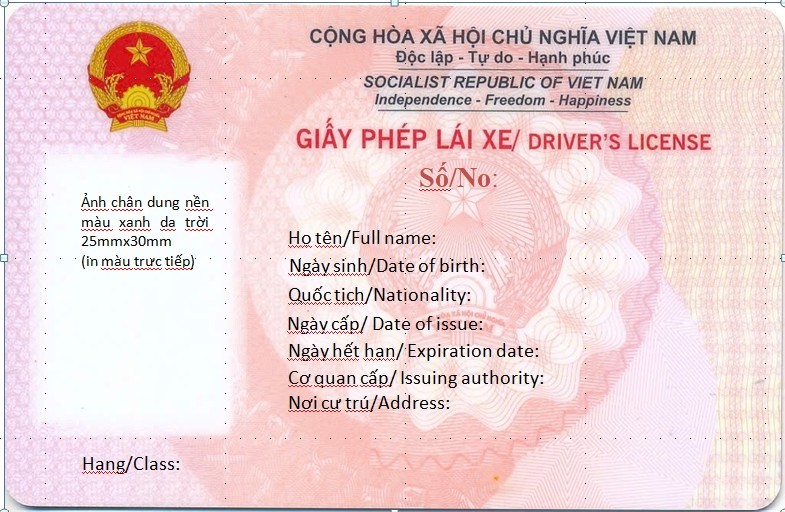 CỘNG HÒA XÃ HỘI CHỦ NGHĨA VIỆT NAM
Độc lập - Tự do - Hạnh phúc
SOCIALIST REPUBLIC OF VIET NAM
Independence - Freedom - Happiness
VIỆT NAM
GIẤY PHÉP LÁI XE/ DRIVER'S LICENSE
Số/No:
Ảnh chân dung nền
màu xanh da trời
25mmx30mm
(in màu trực tiếp)
Họ tên/Full name:
Ngày sinh/Date of birth:
Quốc tịch/Nationality:
Ngày cấp/ Date of issue:
Ngày hết hạn/ Expiration date:
Cơ quan cấp/ Issuing authority:
Nơi cư trú/Address:
Hạng/Class: